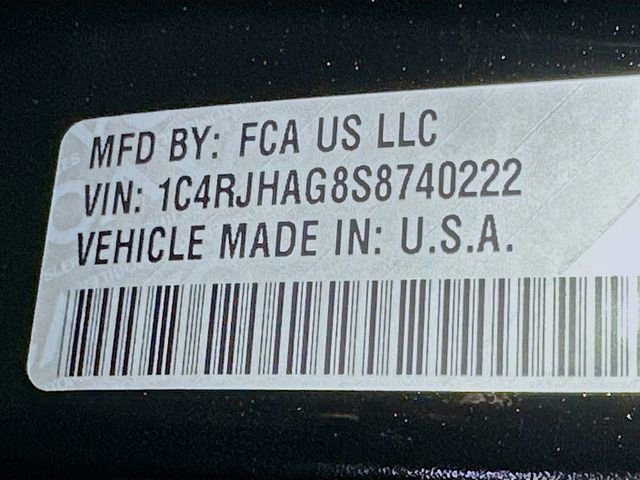 MFD BY: FCA US LLC
VIN: 1C4RJHAG8S8740222
VEHICLE MADE IN: U.S.A.